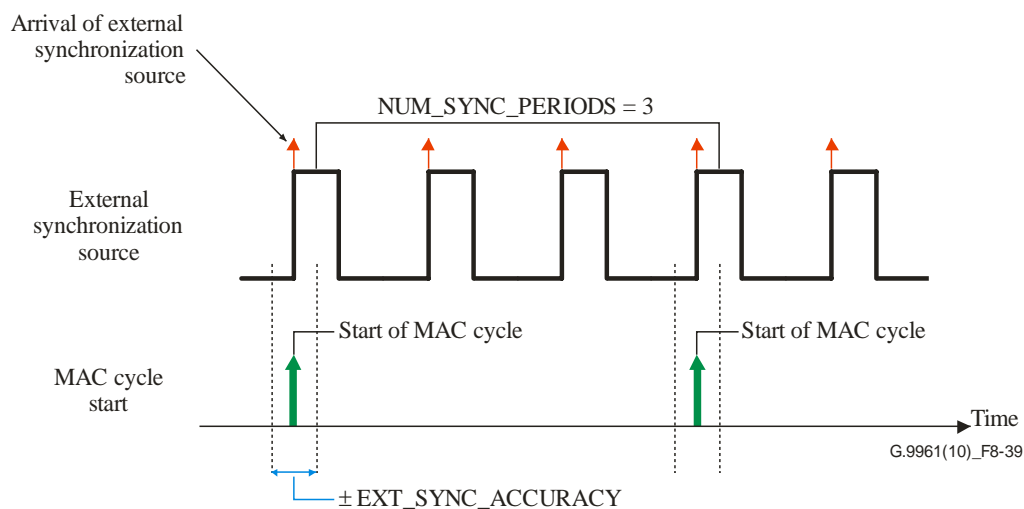 Arrival of external
synchronization
source
NUM_SYNC_PERIODS = 3
External
synchronization
source
Start of MAC cycle
Start of MAC cycle
MAC cycle
start
Time
G.9961(10)_F8-39
± EXT_SYNC_ACCURACY